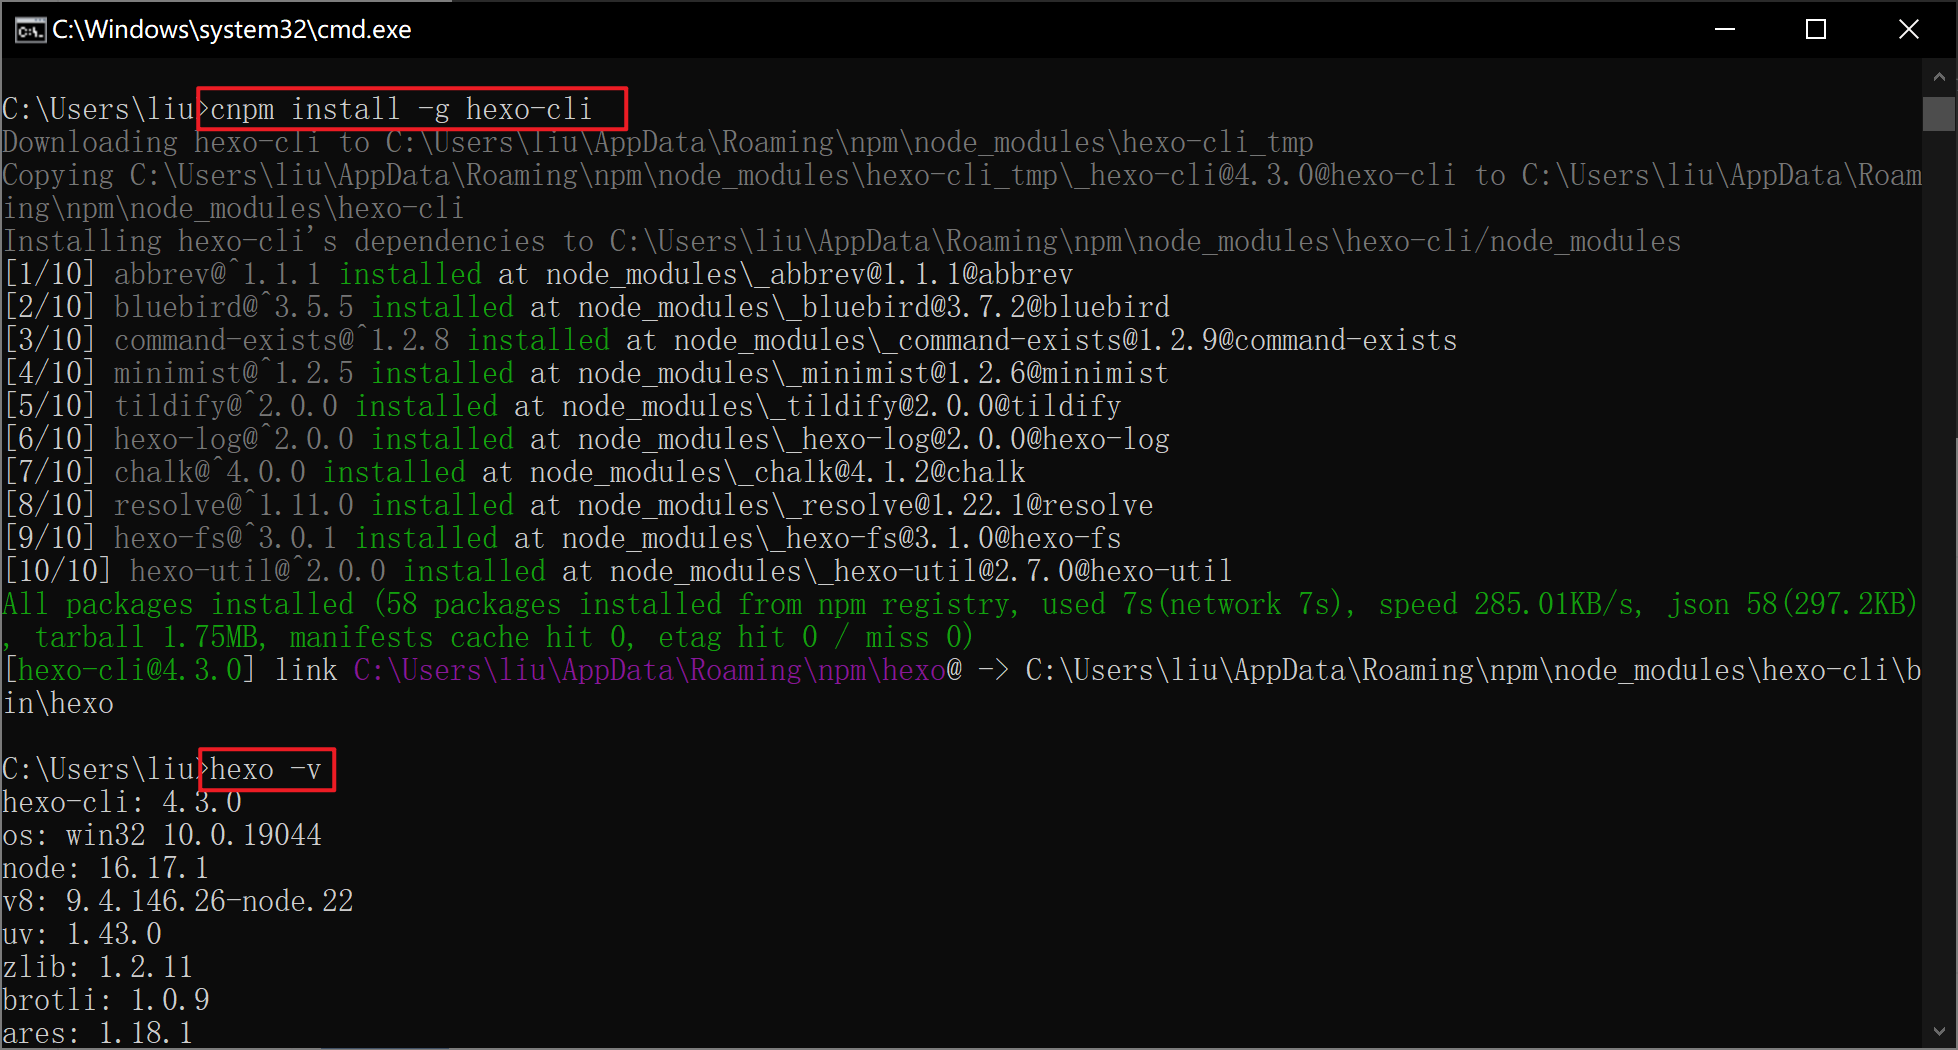 C:\Windows\system32\cmd.exe
C:\Users\liu>cnpm install -g hexo-cli
Downloading hexo-cli to C:\Users\liu\AppData\Roaming\npm\node_modules\hexo-cli_tmp
Copying C:\Users\liu\AppData\Roaming\npm\node_modules\hexo-cli_tmp\_hexo-cli@4.3.0@hexo-cli to C:\Users\liu\AppData\Roam
ing\npm\node_modules\hexo-cli
Installing hexo-cli's dependencies to C:\Users\liu\AppData\Roaming\npm\node_modules\hexo-cli/node_modules
[1/10] abbrev@^1.1.1 installed at node_modules\_abbrev@1.1.1@abbrev
[2/10] bluebird@^3.5.5 installed at node_modules\_bluebird@3.7.2@bluebird
[3/10] command-exists@^1.2.8 installed at node_modules\_command-exists@1.2.9@command-exists
[4/10] minimist@^1.2.5 installed at node_modules\_minimist@1.2.6@minimist
[5/10] tildify@^2.0.0 installed at node_modules\_tildify@2.0.0@tildify
[6/10] hexo-log@^2.0.0 installed at node_modules\_hexo-log@2.0.0@hexo-log
[7/10] chalk@^4.0.0 installed at node_modules\_chalk@4.1.2@chalk
[8/10] resolve@^1.11.0 installed at node_modules\_resolve@1.22.1@resolve
[9/10] hexo-fs@^3.0.1 installed at node_modules\_hexo-fs@3.1.0@hexo-fs
[10/10] hexo-util@^2.0.0 installed at node_modules\_hexo-util@2.7.0@hexo-util
All packages installed (58 packages installed from npm registry, used 7s(network 7s), speed 285.01KB/s, json 58(297.2KB)
, tarball 1.75MB, manifests cache hit 0, etag hit 0 / miss 0)
[hexo-cli@4.3.0] link C:\Users\liu\AppData\Roaming\npm\hexo@ -> C:\Users\liu\AppData\Roaming\npm\node_modules\hexo-cli\b
in\hexo
C:\Users\liu>hexo -v
hexo-cli: 4.3.0
os: win32 10.0.19044
node: 16.17.1
v8: 9.4.146.26-node.22
uv: 1.43.0
zlib: 1.2.11
brotli: 1.0.9
ares: 1.18.1